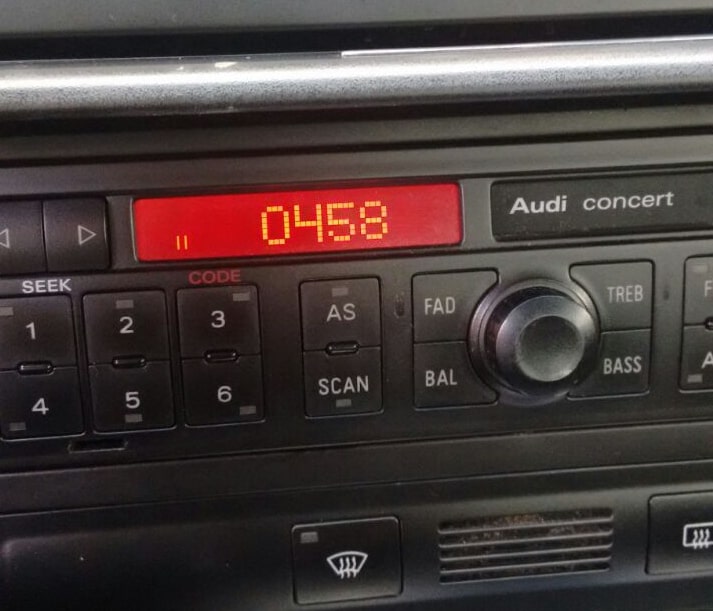 0458
Audi concert
SEEK
CODE
1
2
3
AS
FAD
TREB
4
5
6
SCAN
BAL
BASS